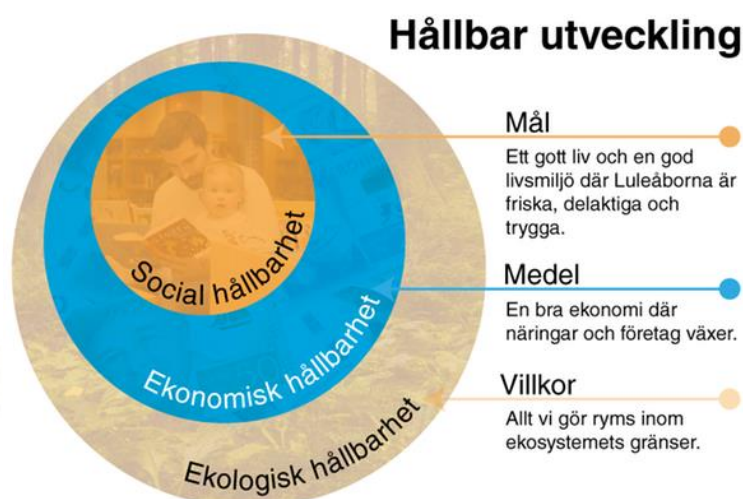 Hållbar utveckling
Mål
Ett gott liv och en god
livsmiljö där Luleåborna är
friska, delaktiga och
trygga.
Social hållbarhet
Medel
En bra ekonomi där
näringar och företag växer.
Ekonomisk hållbarhet
Villkor
Allt vi gör ryms inom
ekosystemets gränser.
Ekologisk hållbarhet